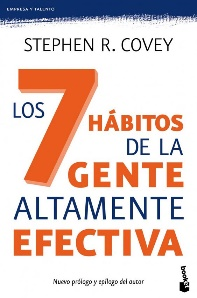 EMPRESA Y TALENTO
STEPHEN R. COVEY
LOS
7
HÁBITOS
DE LA
GENTE
ALTAMENTE
EFECTIVA
Nuevo prólogo y epílogo del autor
booket